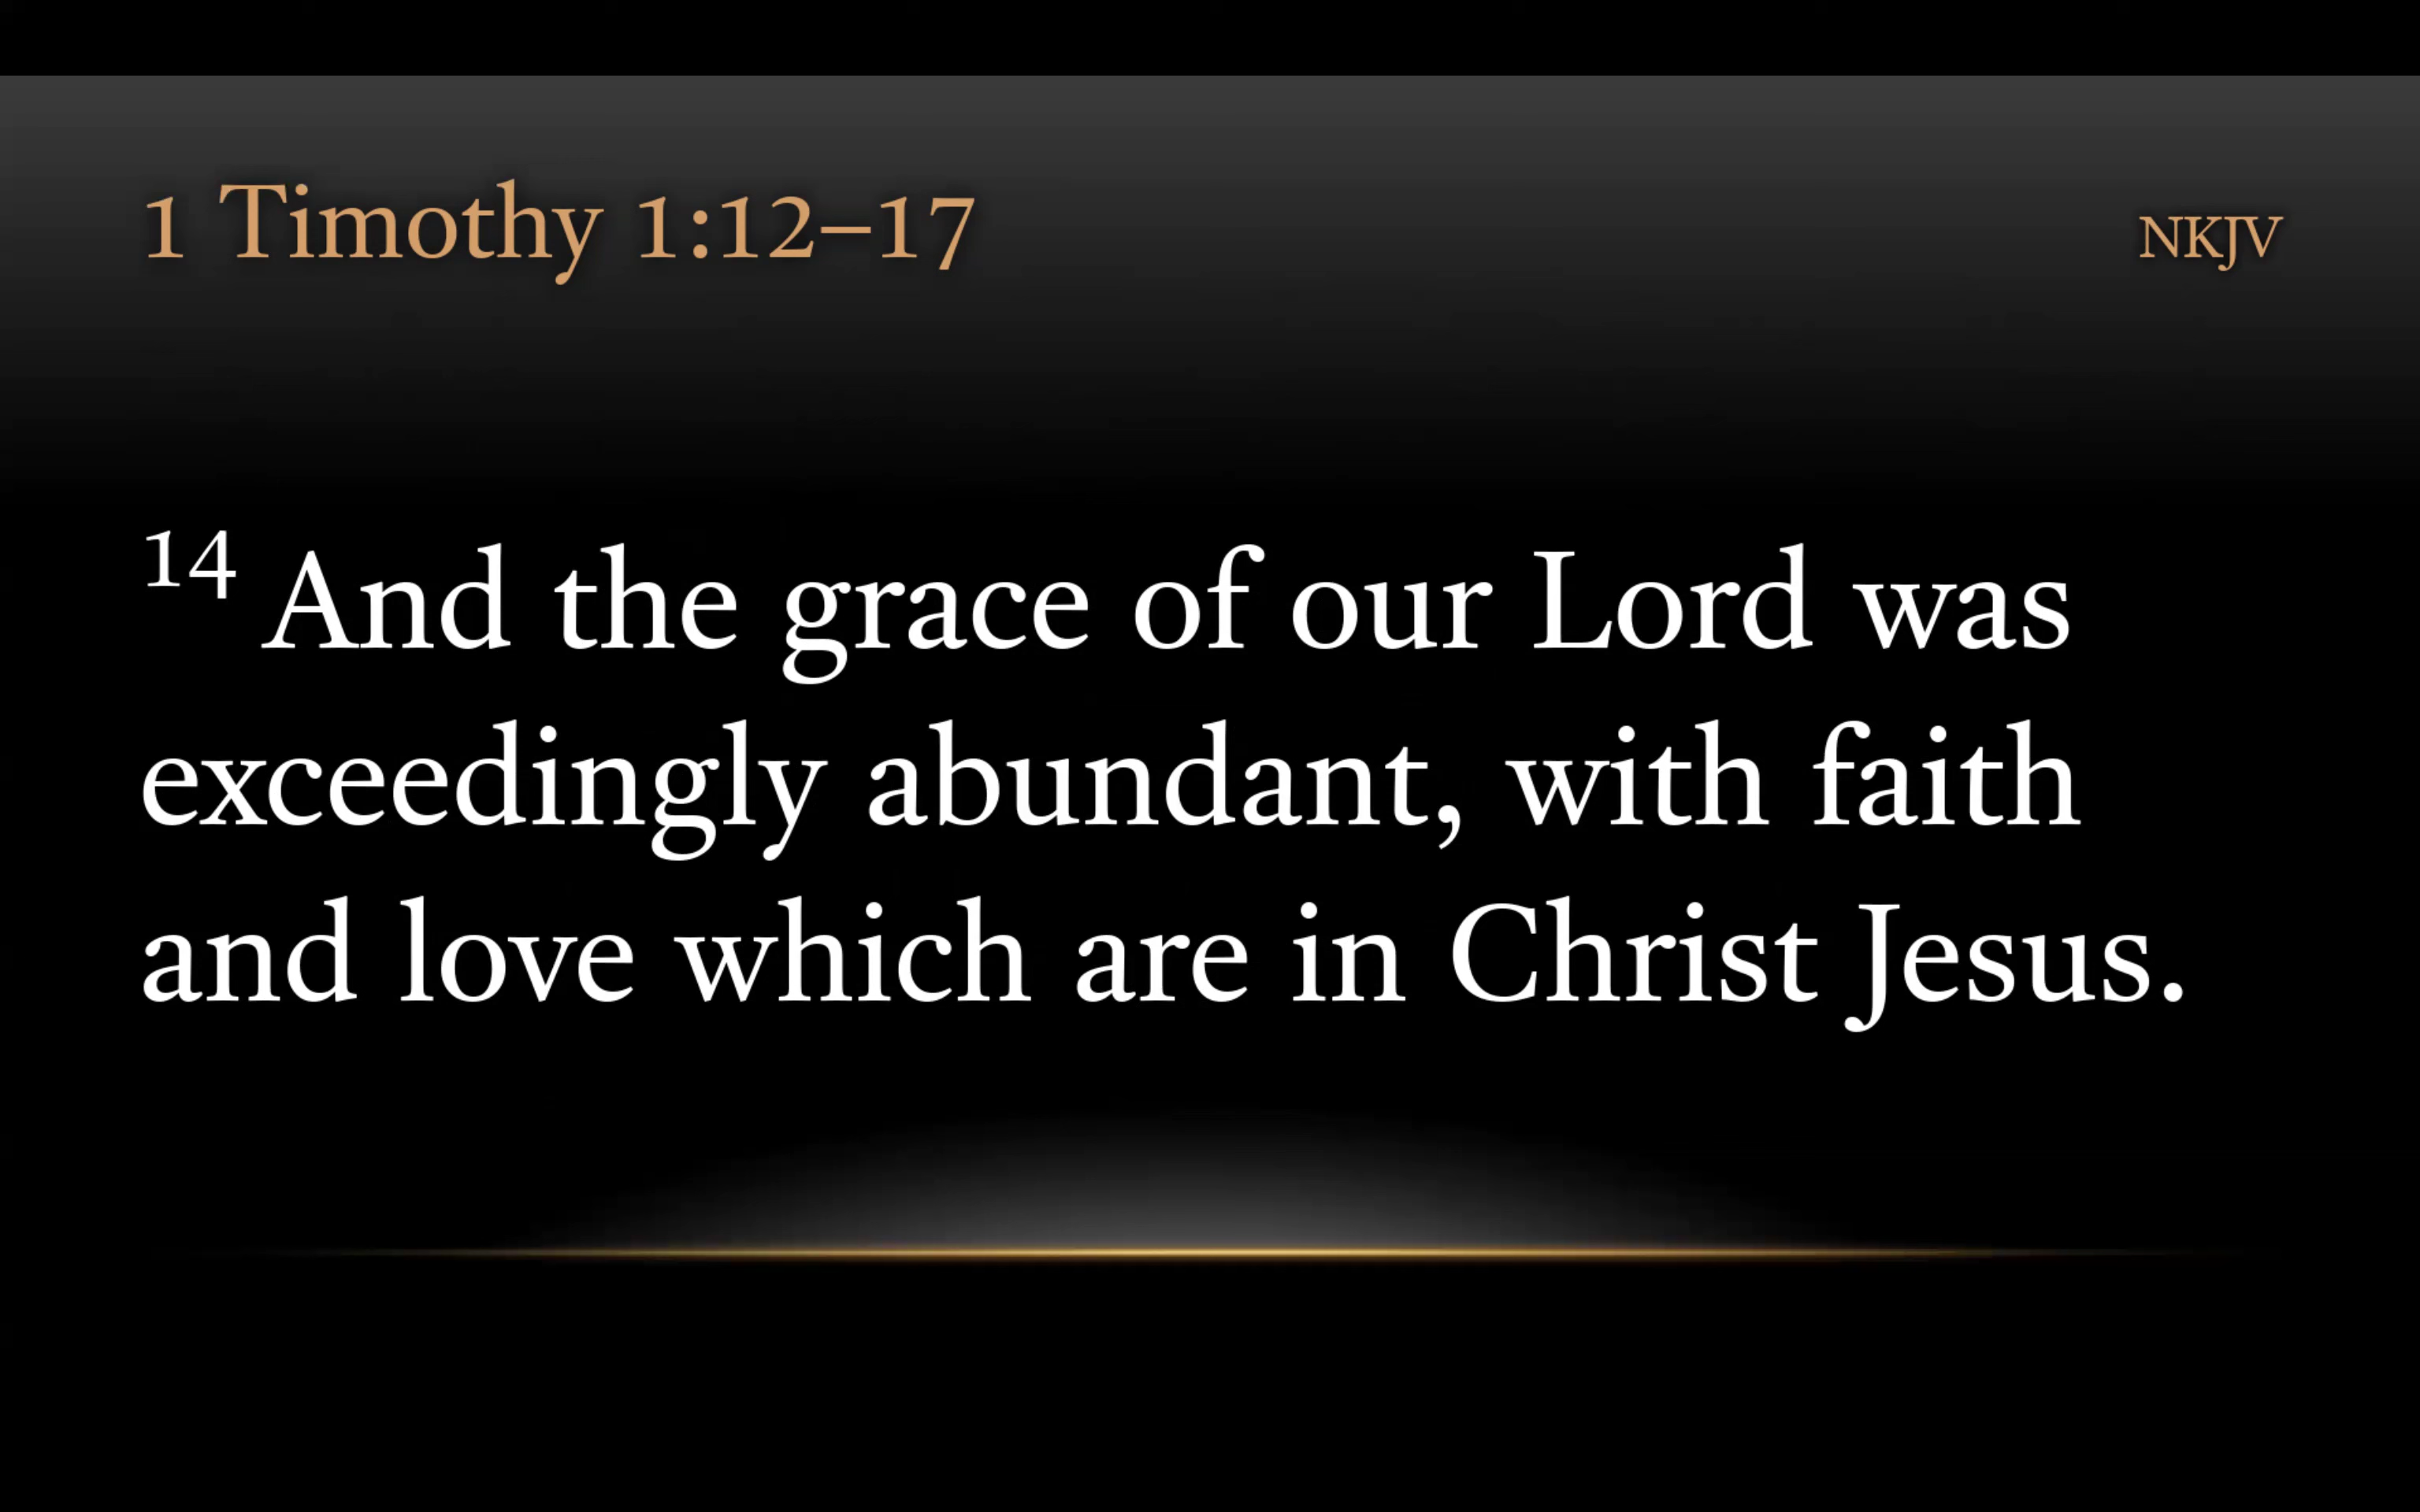 1 Timothy 1:12–17 NKJV
14 And the grace of our Lord was
exceedingly abundant, with faith
and love which are in Christ Jesus.